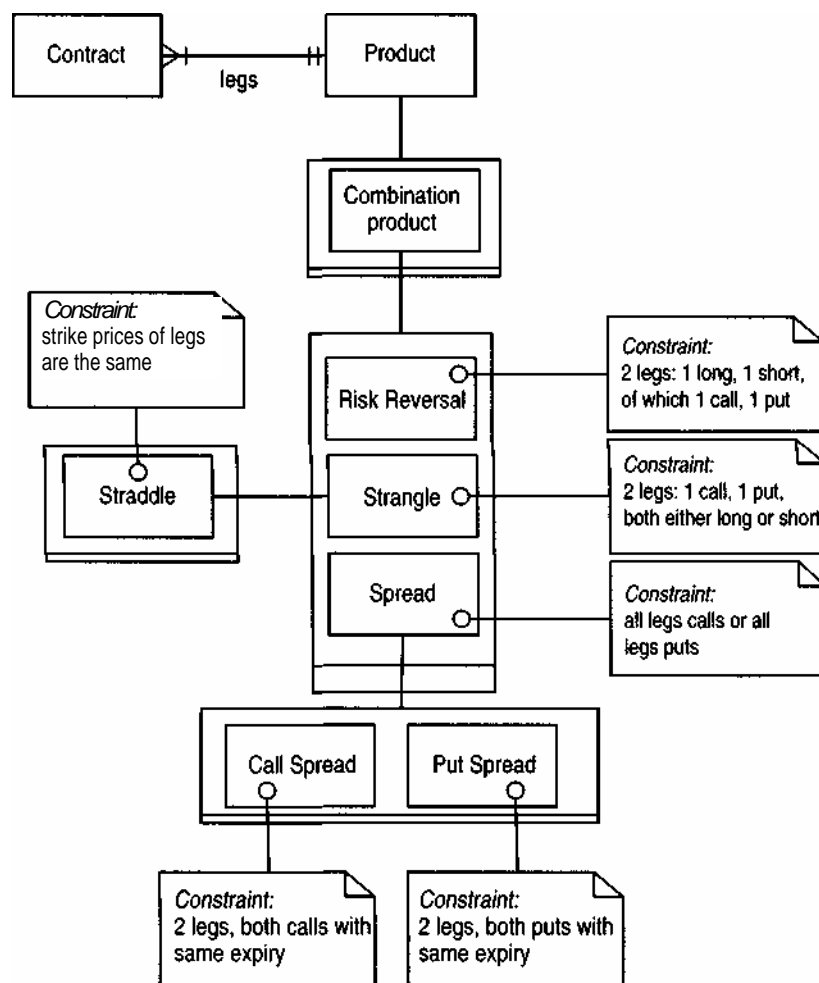 Contract
legs
Product
Combination
product
Constraint:
strike prices of legs
are the same
Risk Reversal
Constraint:
2 legs: 1 long, 1 short,
of which 1 call, 1 put
Straddle
Strangle
Constraint:
2 legs: 1 call, 1 put,
both either long or short
Spread
Constraint:
all legs calls or all
legs puts
Call Spread
Put Spread
Constraint:
2 legs, both calls with
same expiry
Constraint:
2 legs, both puts with
same expiry